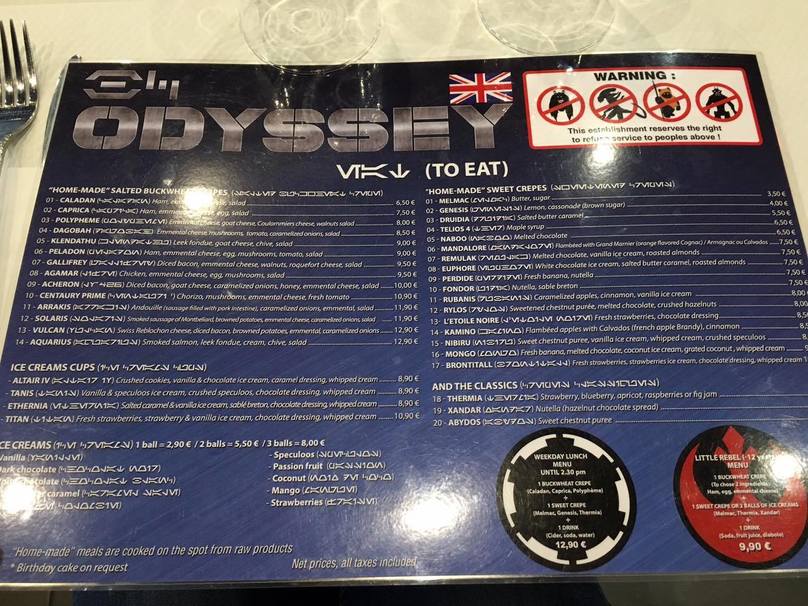 ODYSSEY
WARNING :
This establishment reserves the right
to refuse service to peoples above !
(TO EAT)
"HOME-MADE" SALTED BUCKWHEAT CREPES
01 - CALADAN Ham, salad 6,50 €
02 - CAPRICA Ham, emmental cheese, egg, salad 7,50 €
03 - POLYPHEME Emmental cheese, goat cheese, Coulommiers cheese, walnuts salad 8,00 €
04 - DAGOBAH Emmental cheese, mushrooms, tomato, caramelized onions, salad 8,50 €
05 - KLENDATHU Leek fondue, goat cheese, chive, salad 9,00 €
06 - PELADON Ham, emmental cheese, egg, mushrooms, tomato, salad 9,00 €
07 - GALLIFREY Diced bacon, emmental cheese, walnuts, roquefort cheese, salad 9,50 €
08 - AGAMAR Chicken, emmental cheese, egg, mushrooms, salad 9,50 €
09 - ACHERON Diced bacon, goat cheese, caramelized onions, honey, emmental cheese, salad 10,00 €
10 - CENTAURY PRIME Chorizo, mushrooms, emmental cheese, fresh tomato 10,90 €
11 - ARRAKIS Andouille (sausage filled with pork intestine), caramelized onions, emmental cheese, salad 11,90 €
12 - SOLARIS Smoked sausage of Montbeliard, browned potatoes, emmental cheese, caramelized onions, salad 11,90 €
13 - VULCAN Swiss Reblochon cheese, diced bacon, browned potatoes, emmental cheese, caramelized onions 12,90 €
14 - AQUARIUS Smoked salmon, leek fondue, cream, chive, salad 12,90 €
ICE CREAMS CUPS
- ALTAIR IV Crushed cookies, vanilla & chocolate ice cream, caramel dressing, whipped cream 8,90 €
- TANIS Vanilla & speculoos ice cream, crushed speculoos, chocolate dressing, whipped cream 8,90 €
- ETHERNIA Salted caramel & vanilla ice cream, sablé breton, chocolate dressing, whipped cream 8,90 €
- TITAN Fresh strawberries, strawberry & vanilla ice cream, chocolate dressing, whipped cream 10,90 €
ICE CREAMS 1 ball = 2,90 € / 2 balls = 5,50 € / 3 balls = 8,00 €
Vanilla
Dark chocolate
caramel
- Speculoos
- Passion fruit
- Coconut
- Mango
- Strawberries
"Home-made" meals are cooked on the spot from raw products
* Birthday cake on request
Net prices, all taxes included
"HOME-MADE" SWEET CREPES
01 - MELMAC Butter, sugar 3,50 €
02 - GENESIS Lemon, cassonade (brown sugar) 4,00 €
03 - DRUIDIA Salted butter caramel 5,50 €
04 - TELIOS 4 Maple syrup
05 - NABOO Melted chocolate
06 - MANDALORE Flambéed with Grand Marnier (orange flavored Cognac) / Armagnac ou Calvados 7,50 €
07 - REMULAK Melted chocolate, vanilla ice cream, roasted almonds 7,50 €
08 - EUPHORE White chocolate ice cream, salted butter caramel, roasted almonds
09 - PERDIDE Fresh banana, nutella
10 - FONDOR Nutella, sable breton
11 - RUBANIS Caramelized apples, cinnamon, vanilla ice cream
12 - RYLOS Sweetened chestnut purée, melted chocolate, crushed hazelnuts
13 - L'ETOILE NOIRE Fresh strawberries, chocolate dressing
14 - KAMINO Flambéed apples with Calvados (french apple Brandy), cinnamon
15 - NIBIRU Sweet chestnut puree, vanilla ice cream, whipped cream, crushed speculoos
16 - MONGO Fresh banana, melted chocolate, coconut ice cream, grated coconut, whipped cream
17 - BRONTITALL Fresh strawberries, strawberries ice cream, whipped cream
AND THE CLASSICS
18 - THERMIA Strawberry, blueberry, apricot, raspberries or fig jam
19 - XANDAR Nutella (hazelnut chocolate spread)
20 - ABYDOS Sweet chestnut puree
WEEKDAY LUNCH
MENU
UNTIL 2.30 pm
1 BUCKWHEAT CREPE
(Caladan, Caprica, Polyphème)
+
1 SWEET CREPE
(Melmac, Genesis, Thermia)
+
1 DRINK
(Cider, soda, water)
12,90 €
LITTLE REBEL (-12 years)
MENU
1 BUCKWHEAT CREPE
(To chose 2 ingredients:
Ham, egg, emmental cheese)
+
1 SWEET CREPE OR 2 BALLS OF ICE CREAMS
(Melmac, Thermia, Xandar)
+
1 DRINK
(Soda, fruit juice, diabolo)
9,90 €